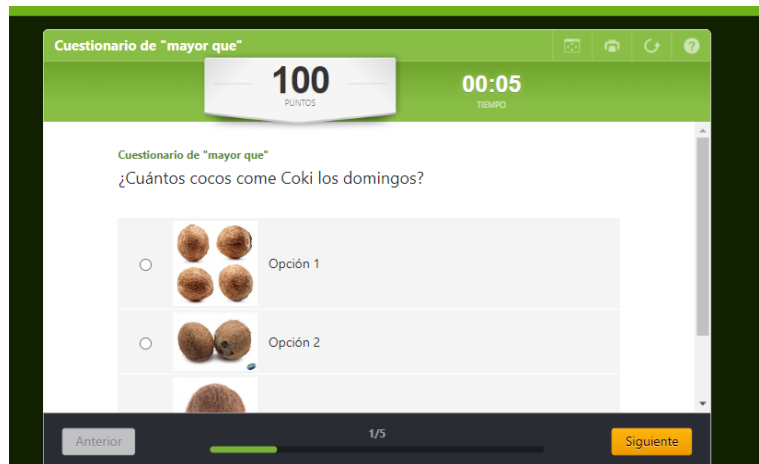 Cuestionario de "mayor que"
100
PUNTOS
00:05
TIEMPO
Cuestionario de "mayor que"
¿Cuántos cocos come Coki los domingos?
Opción 1
Opción 2
Anterior
1/5
Siguiente